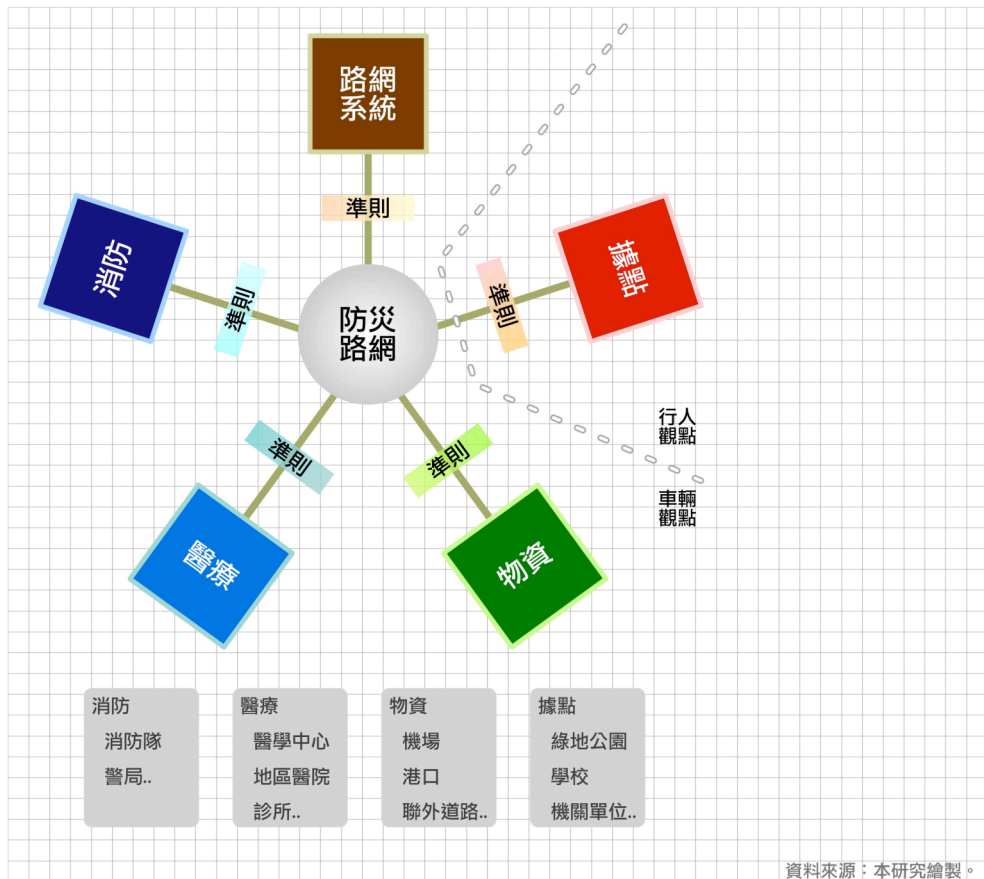 路網
系統
準則
消防
準則
據點
準則
防災
路網
行人
觀點
車輛
觀點
準則
準則
醫療
物資
消防
消防隊
警局..
醫療
醫學中心
地區醫院
診所..
物資
機場
港口
聯外道路..
據點
綠地公園
學校
機關單位..
資料來源：本研究繪製。